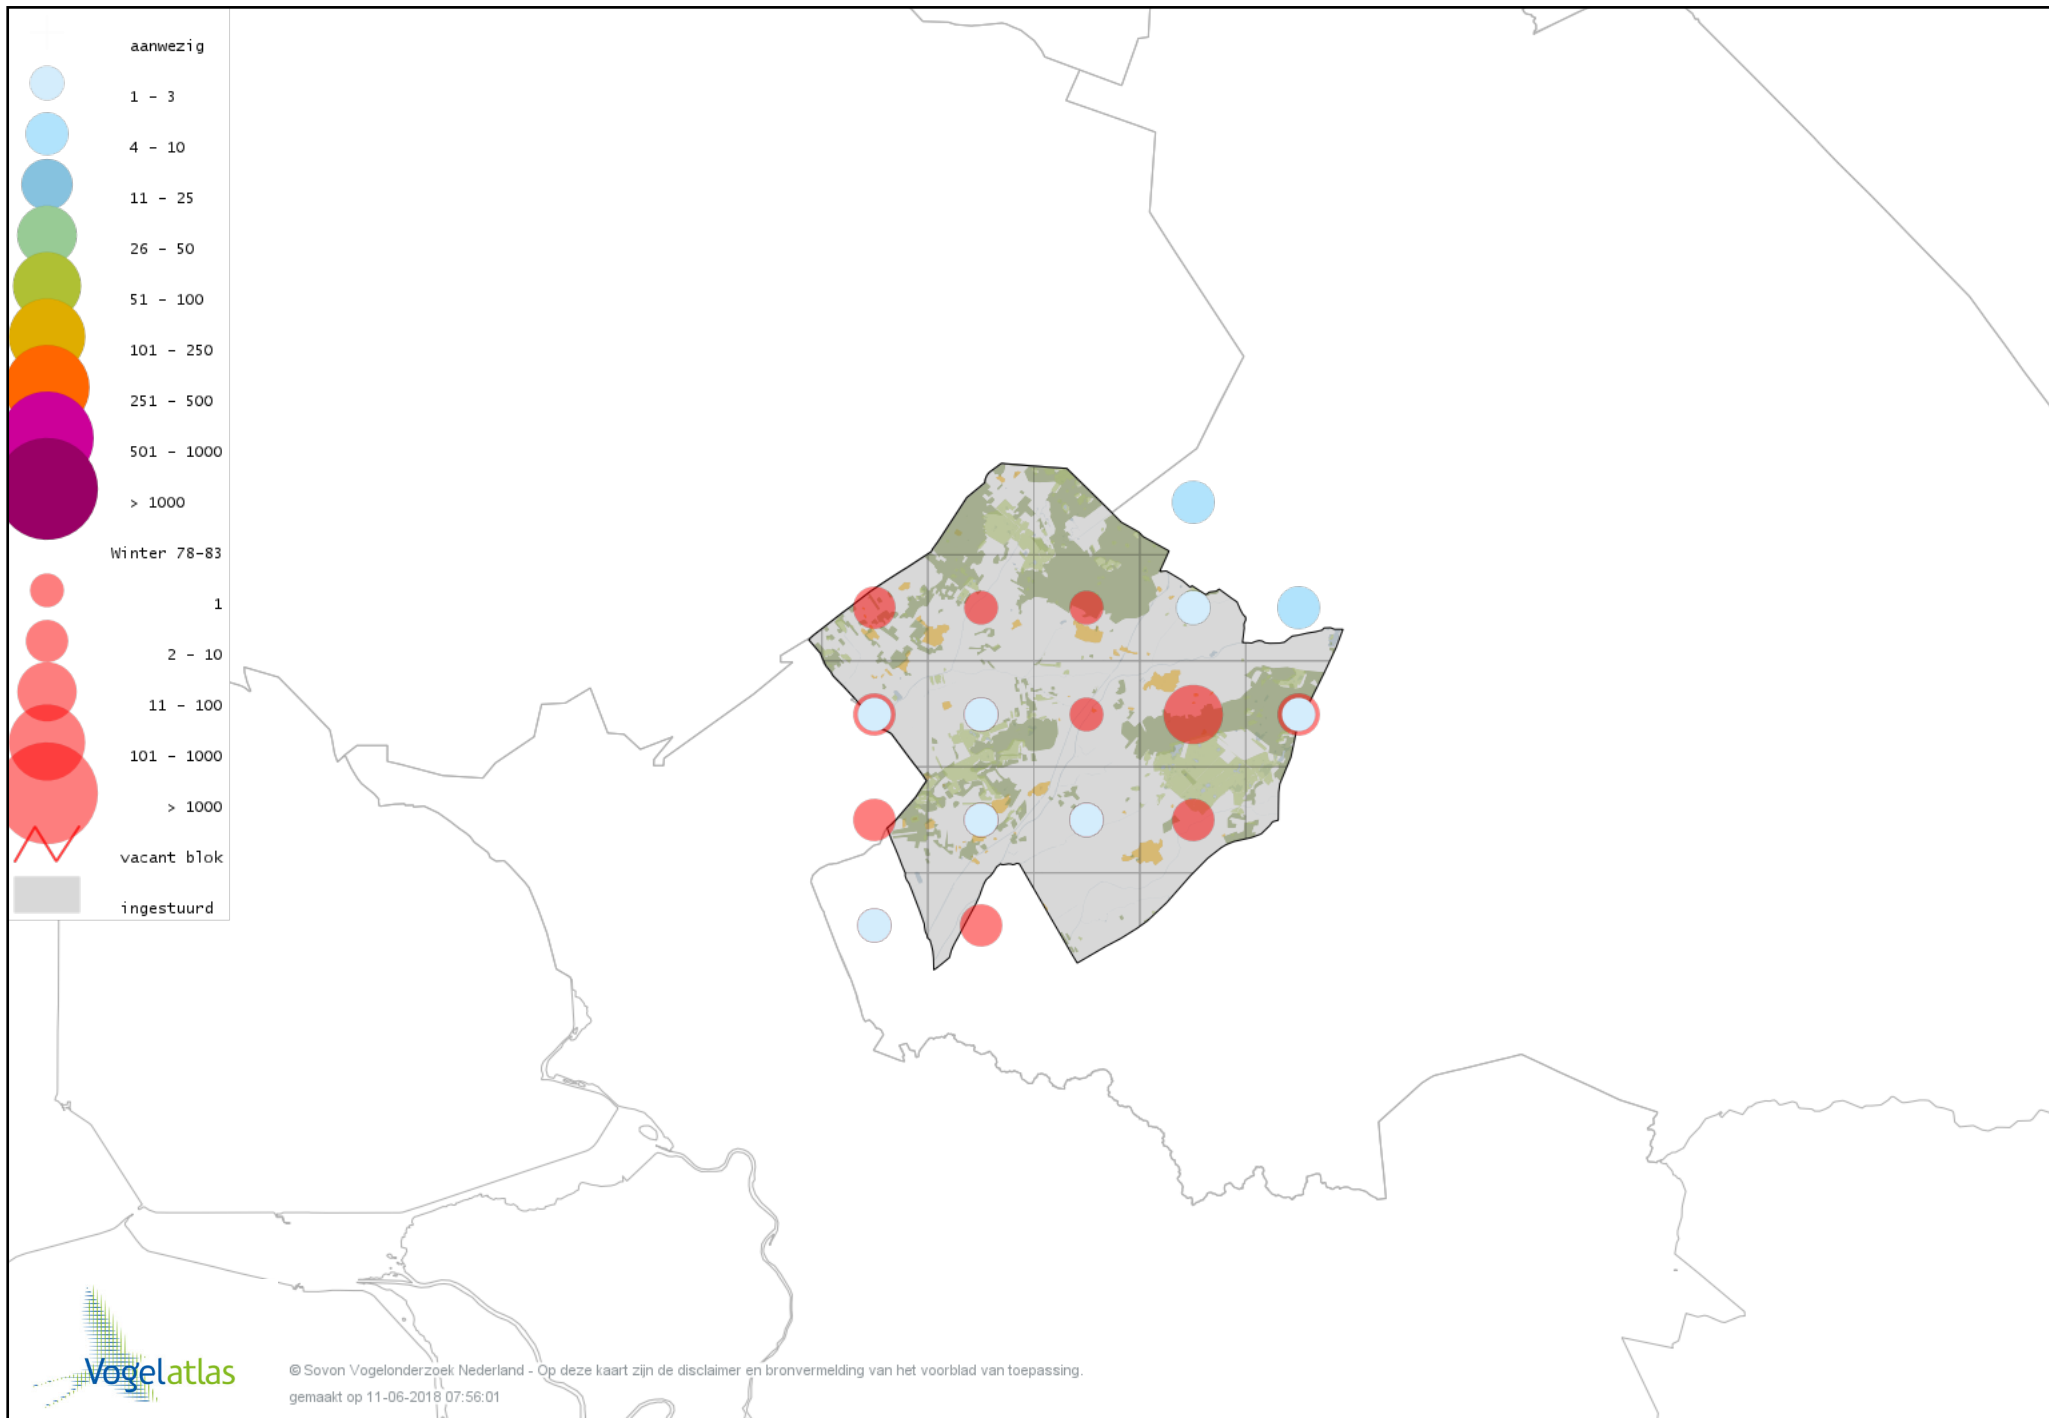 aanwezig
1 - 3
4 - 10
11 - 25
26 - 50
51 - 100
101 - 250
251 - 500
501 - 1000
> 1000
Winter 78-83
1
2 - 10
11 - 100
101 - 1000
> 1000
vacant blok
ingestuurd
Vogelatlas
© Sovon Vogelonderzoek Nederland - Op deze kaart zijn de disclaimer en bronvermelding van het voorblad van toepassing.
gemaakt op 11-06-2018 07:56:01